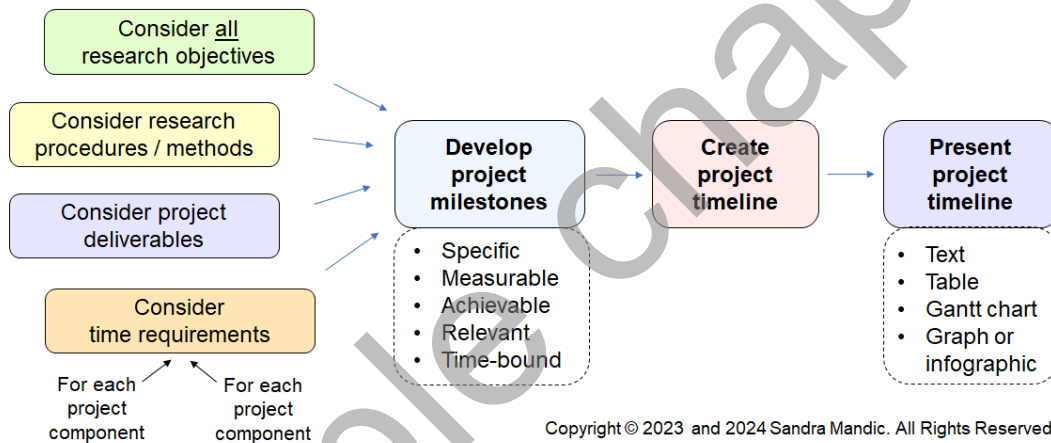 Consider all
research objectives
Consider research
procedures / methods
Consider project
deliverables
Consider
time requirements
For each
project
component
For each
project
component
Develop
project
milestones
• Specific
• Measurable
• Achievable
• Relevant
• Time-bound
Create
project
timeline
Present
project
timeline
• Text
• Table
• Gantt chart
• Graph or
infographic
ple chap
Copyright © 2023 and 2024 Sandra Mandic. All Rights Reserved